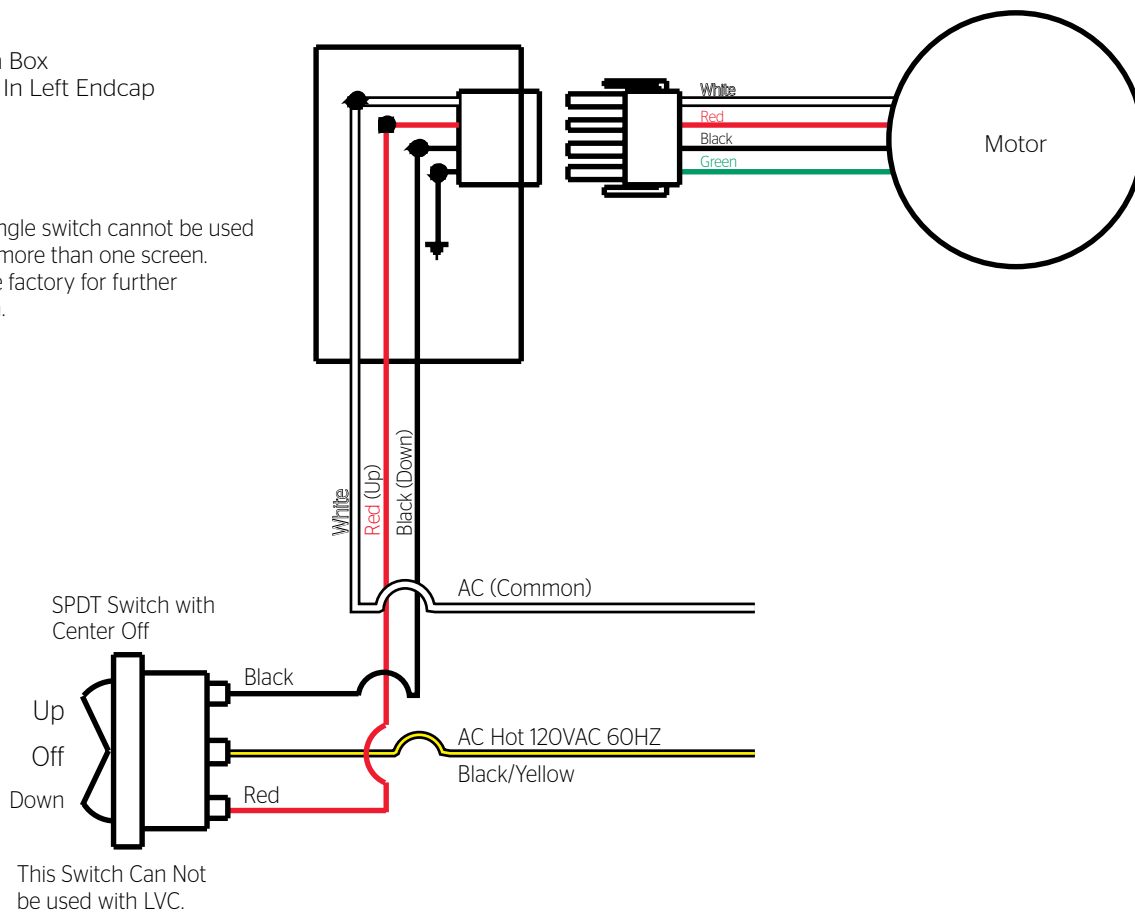 Box
In Left Endcap
switch cannot be used
more than one screen.
factory for further
White
Red
Black
Green
Motor
White
Red (Up)
Black (Down)
AC (Common)
SPDT Switch with
Center Off
Black
Up
Off
AC Hot 120VAC 60HZ
Black/Yellow
Down
Red
This Switch Can Not
be used with LVC.